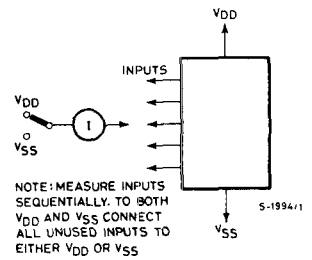 VDD
INPUTS
VDD
I
VSS
NOTE: MEASURE INPUTS
SEQUENTIALLY. TO BOTH
VDD AND VSS CONNECT
ALL UNUSED INPUTS TO
EITHER VDD OR VSS
S-1994/1
VSS